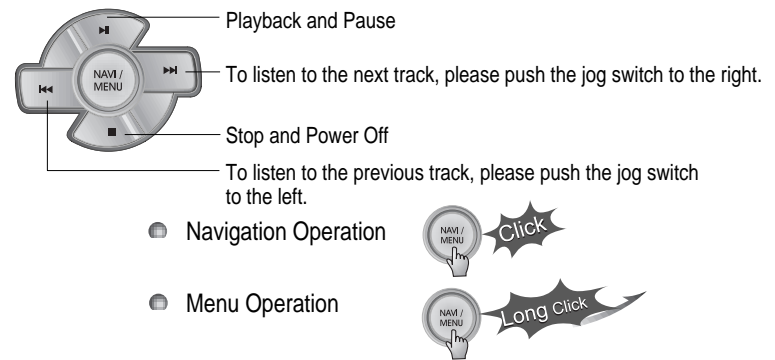 Playback and Pause
NAVI /
MENU
To listen to the next track, please push the jog switch to the right.
Stop and Power Off
To listen to the previous track, please push the jog switch
to the left.
Navigation Operation
NAVI /
MENU
Click
Menu Operation
NAVI /
MENU
Long Click